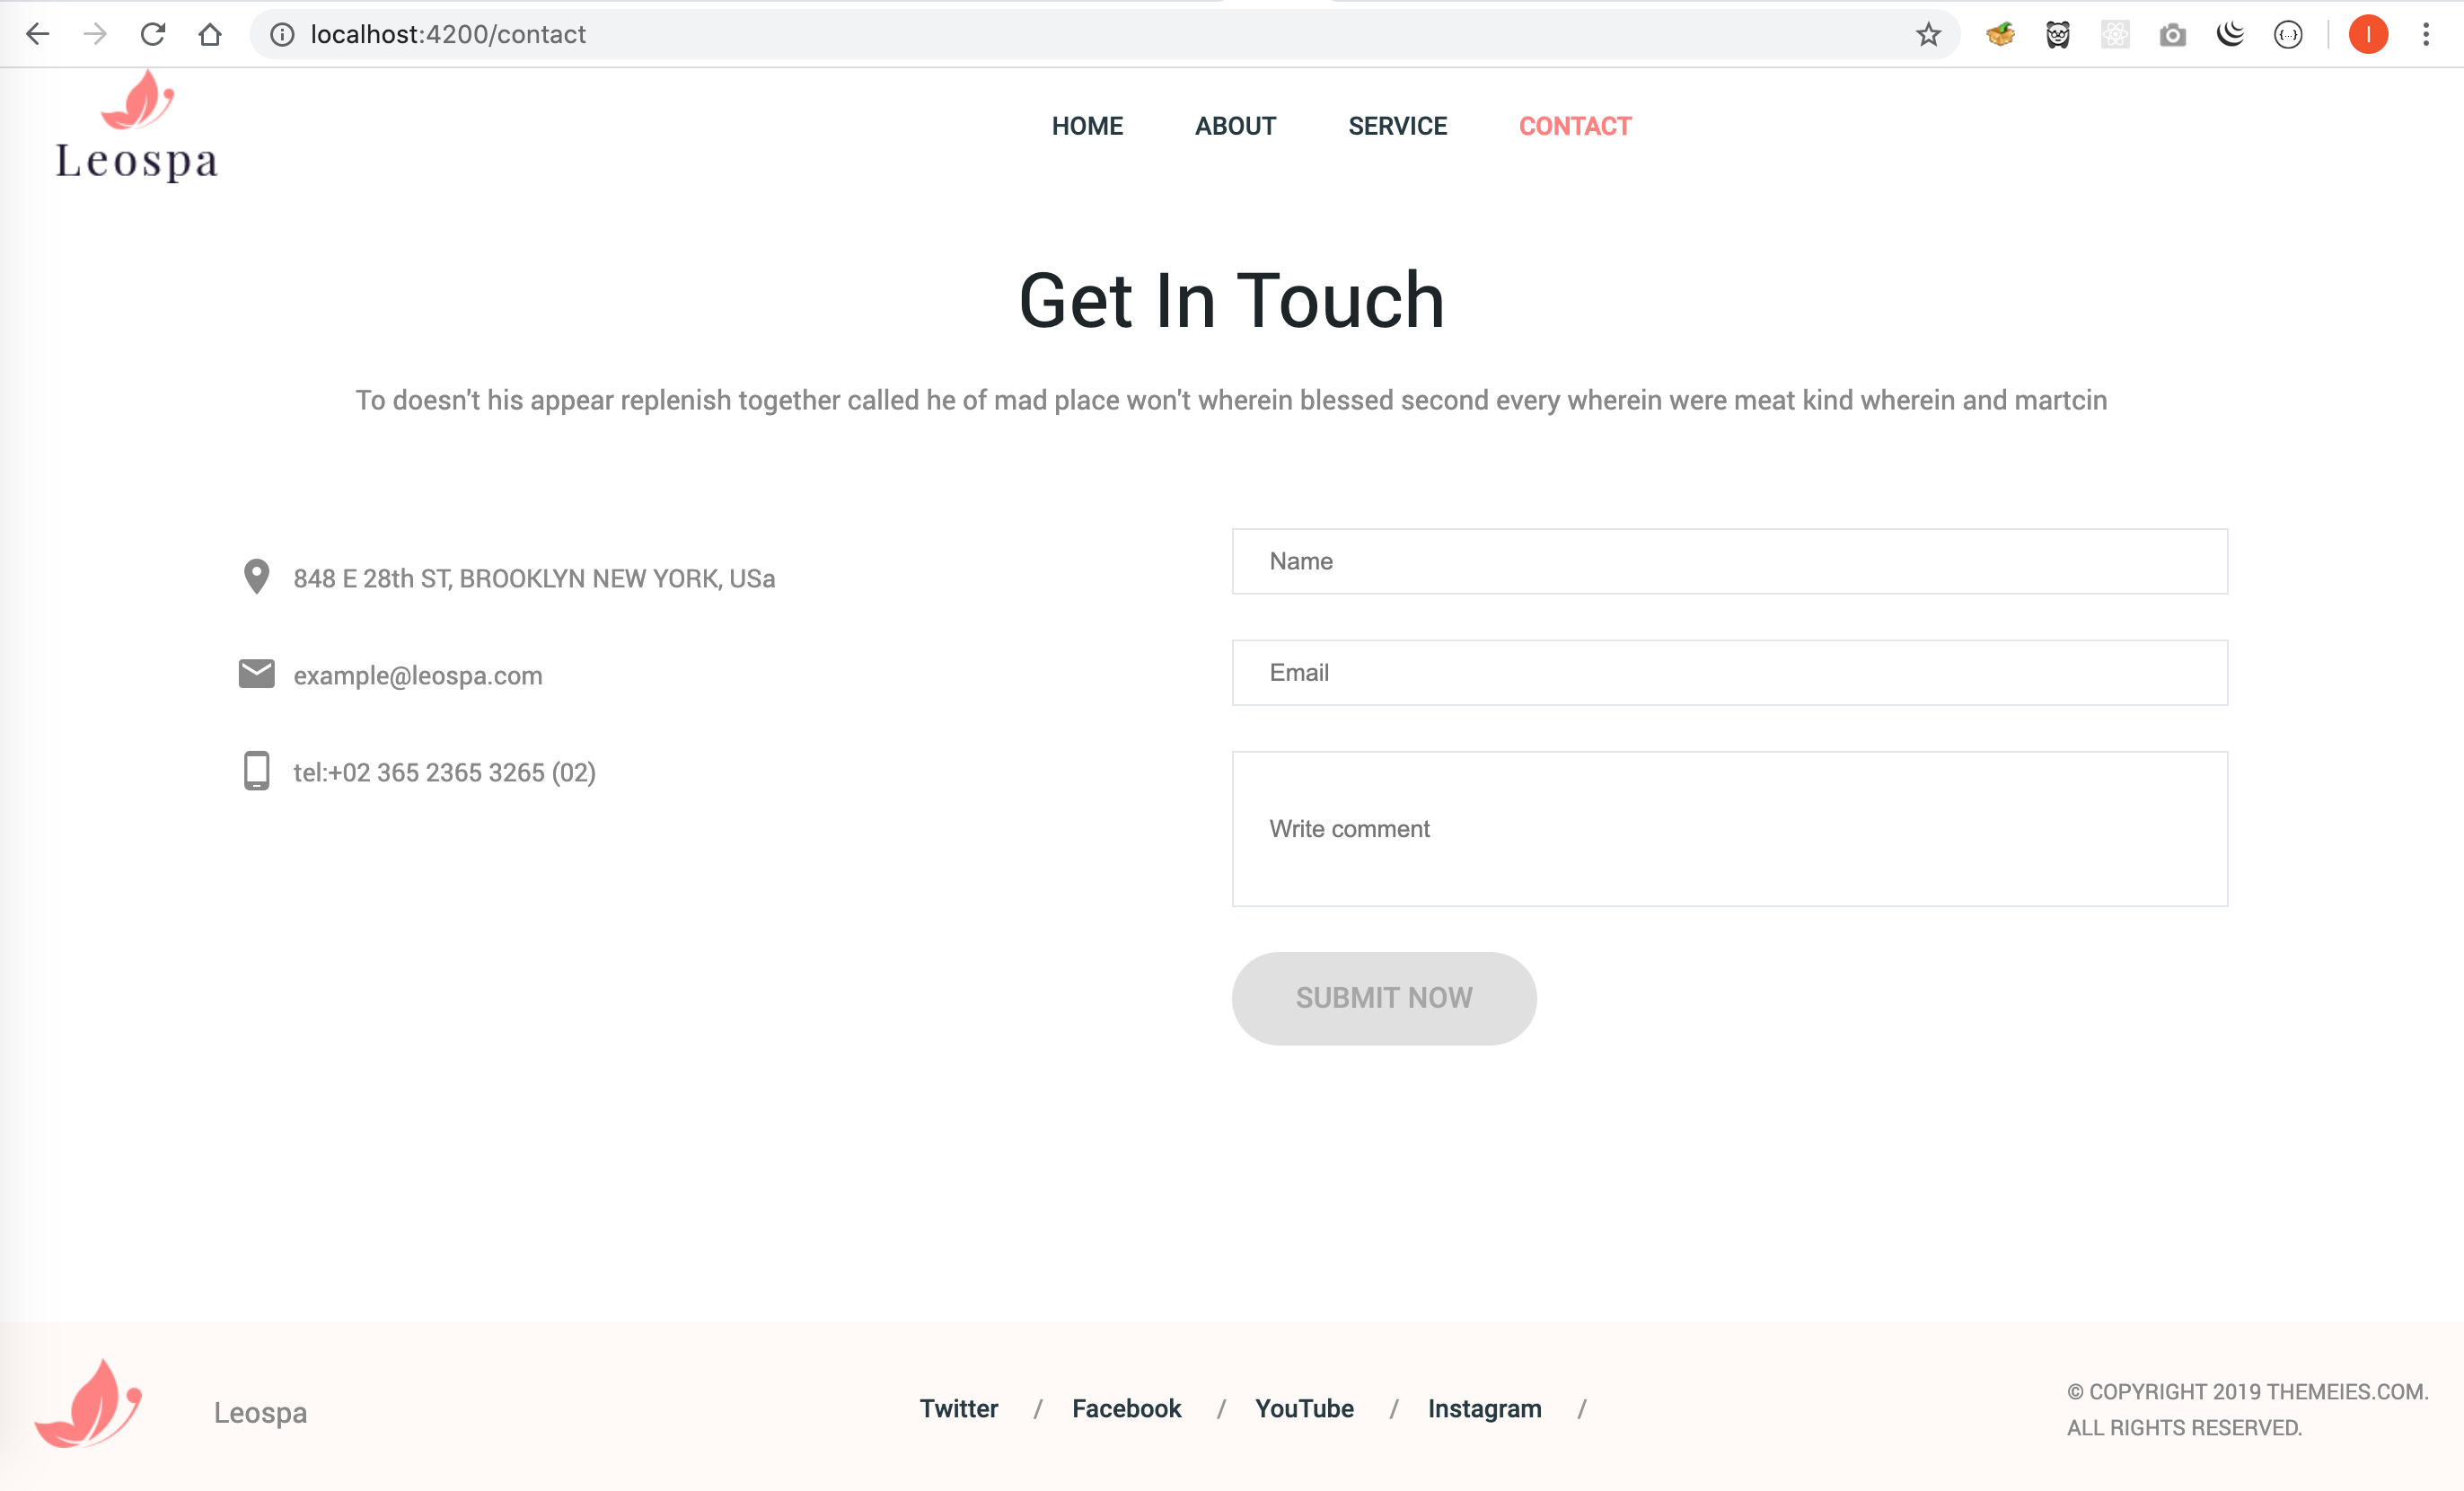 localhost:4200/contact
I
Leospa
HOME ABOUT SERVICE CONTACT
Get In Touch
To doesn't his appear replenish together called he of mad place won't wherein blessed second every wherein were meat kind wherein and martcin
848 E 28th ST, BROOKLYN NEW YORK, USa
example@leospa.com
tel:+02 365 2365 3265 (02)
Name
Email
Write comment
SUBMIT NOW
Leospa
Twitter / Facebook / YouTube / Instagram /
© COPYRIGHT 2019 THEMEIES.COM.
ALL RIGHTS RESERVED.